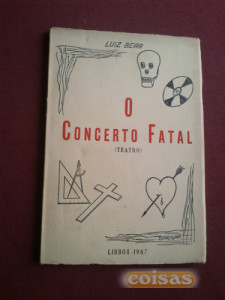 LUIZ BEIRA
O
CONCERTO FATAL
(TEATRO)
LISBOA - 1967
coisas